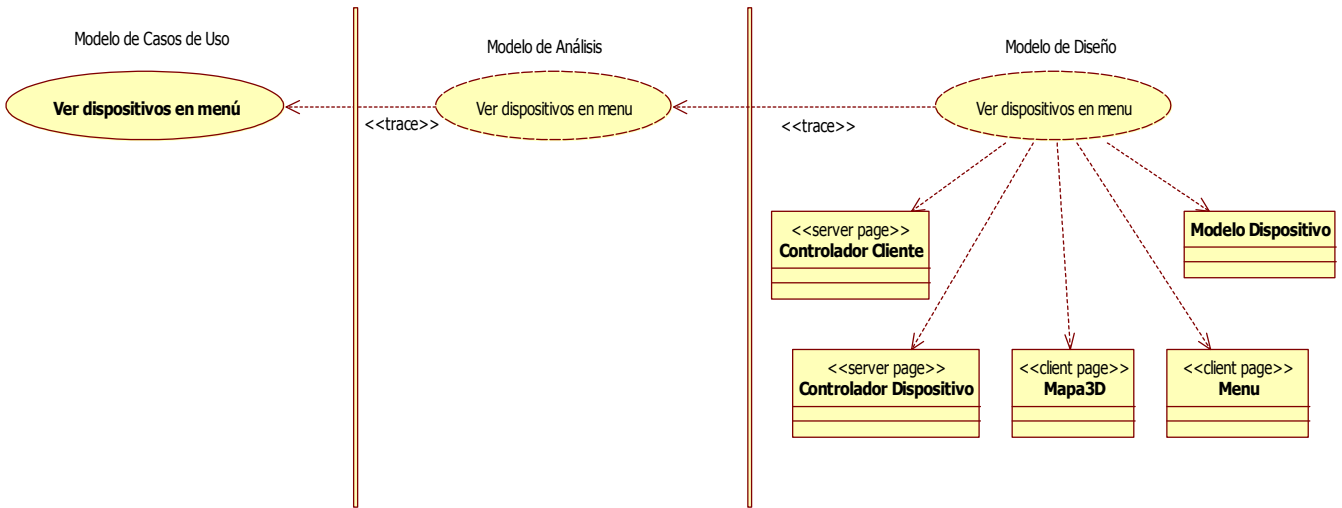 Modelo de Casos de Uso
Modelo de Análisis
Modelo de Diseño
Ver dispositivos en menú
Ver dispositivos en menu
Ver dispositivos en menu
<<trace>>
<<trace>>
<<server page>>
Controlador Cliente
Modelo Dispositivo
<<server page>>
Controlador Dispositivo
<<client page>>
Mapa3D
<<client page>>
Menu